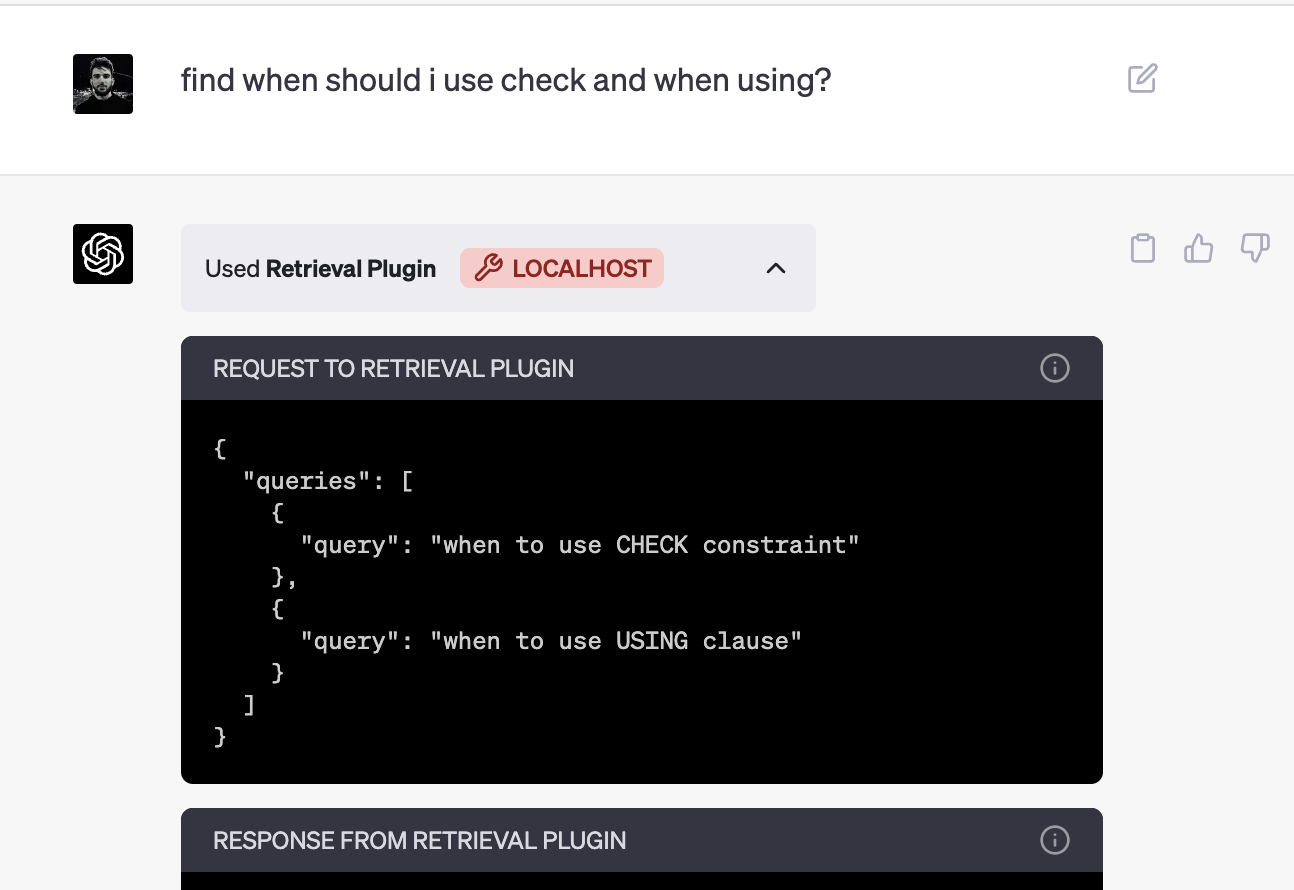 find when should i use check and when using?
Used Retrieval Plugin LOCALHOST
REQUEST TO RETRIEVAL PLUGIN
{
  "queries": [
    {
      "query": "when to use CHECK constraint"
    },
    {
      "query": "when to use USING clause"
    }
  ]
}
RESPONSE FROM RETRIEVAL PLUGIN